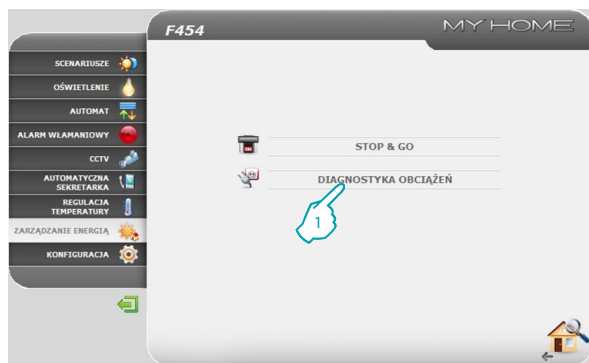 F454
MY HOME
SCENARIUSZE
OŚWIETLENIE
AUTOMAT
ALARM WŁAMANIOWY
CCTV
AUTOMATYCZNA
SEKRETARKA
REGULACJA
TEMPERATURY
ZARZĄDZANIE ENERGIĄ
KONFIGURACJA
STOP & GO
DIAGNOSTYKA OBCIĄŻEŃ
1